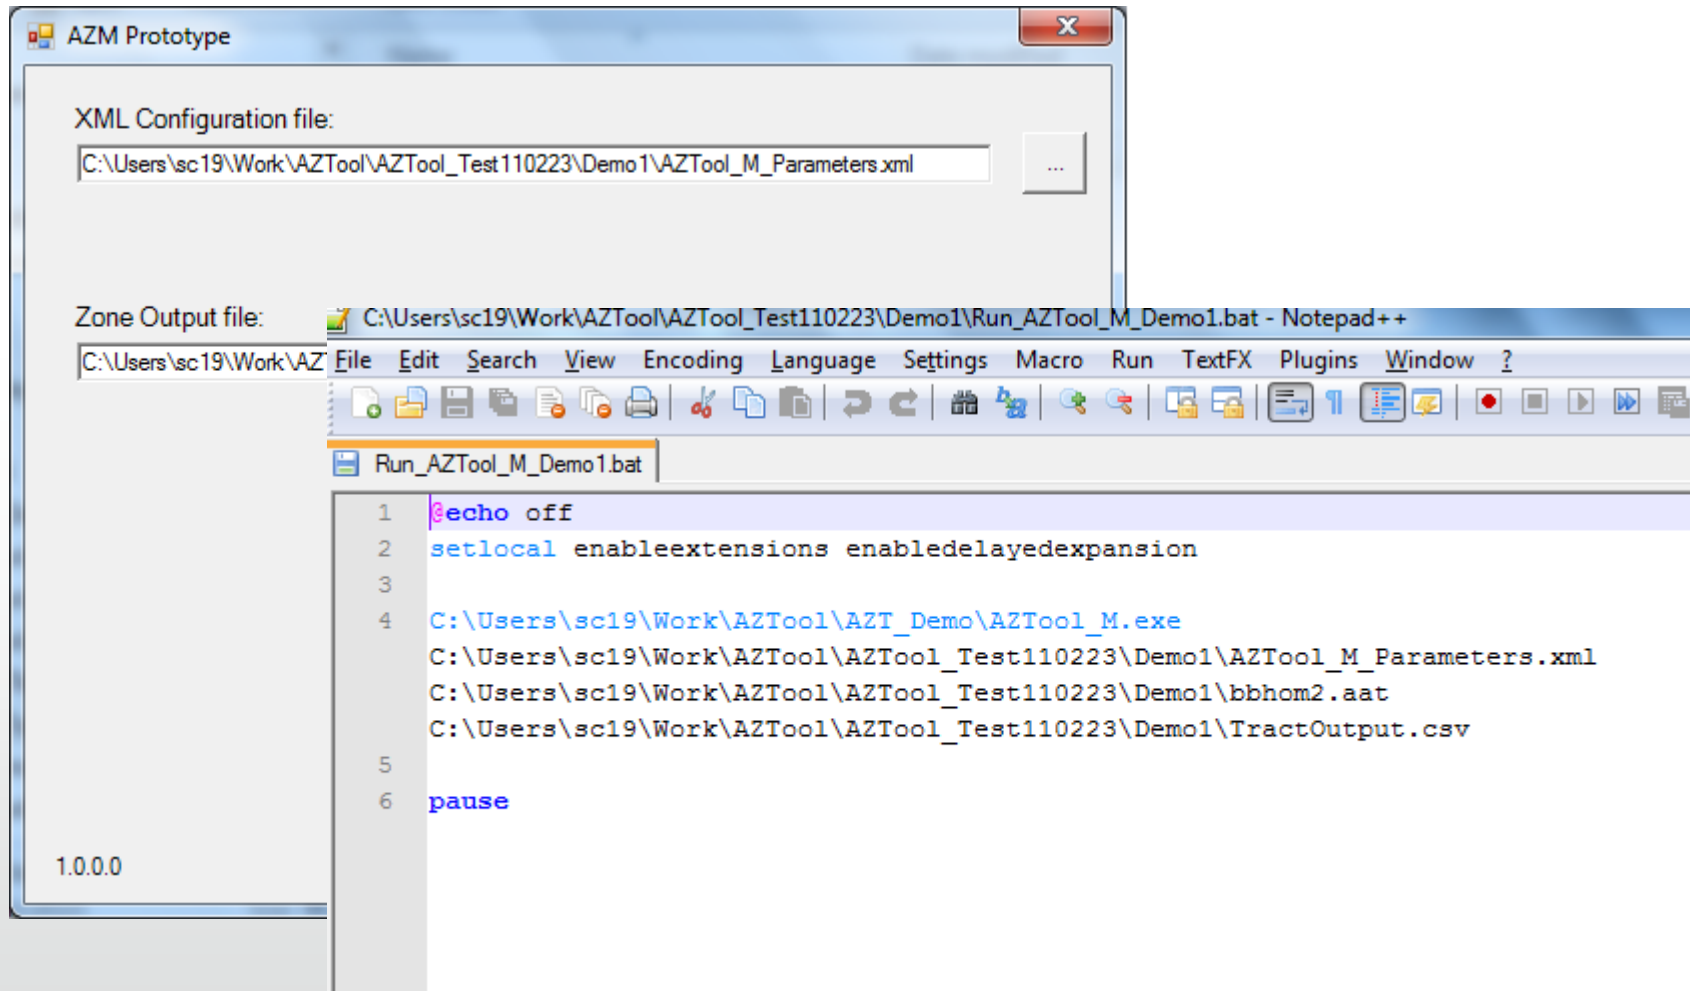 AZM Prototype
XML Configuration file:
C:\Users\sc19\Work\AZTool\AZTool_Test110223\Demo1\AZTool_M_Parameters.xml
...
Zone Output file:
C:\Users\sc19\Work\AZT
1.0.0.0
C:\Users\sc19\Work\AZTool\AZTool_Test110223\Demo1\Run_AZTool_M_Demo1.bat - Notepad++
File Edit Search View Encoding Language Settings Macro Run TextFX Plugins Window ?
Run_AZTool_M_Demo1.bat
1 @echo off
2 setlocal enableextensions enabledelayedexpansion
3
4 C:\Users\sc19\Work\AZTool\AZT_Demo\AZTool_M.exe
C:\Users\sc19\Work\AZTool\AZTool_Test110223\Demo1\AZTool_M_Parameters.xml
C:\Users\sc19\Work\AZTool\AZTool_Test110223\Demo1\bbhom2.aat
C:\Users\sc19\Work\AZTool\AZTool_Test110223\Demo1\TractOutput.csv
5
6 pause